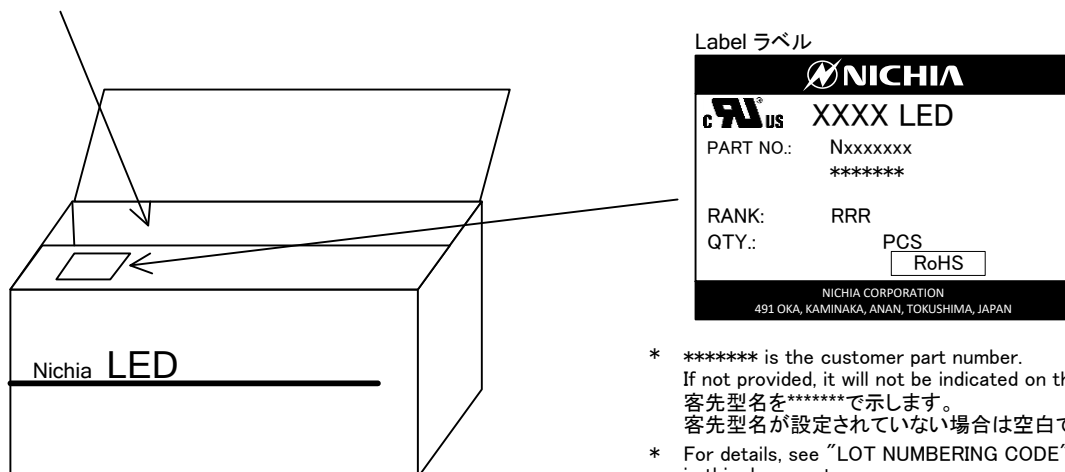 Label ラベル
NICHIA
c RU us XXXX LED
PART NO.: Nxxxxxxx
*******
RANK: RRR
QTY.: PCS
RoHS
NICHIA CORPORATION
491 OKA, KAMINAKA, ANAN, TOKUSHIMA, JAPAN
Nichia LED
* ******* is the customer part number.
If not provided, it will not be indicated on
客先型名を*******で示します。
客先型名が設定されていない場合は空白
* For details, see "LOT NUMBERING CODE"